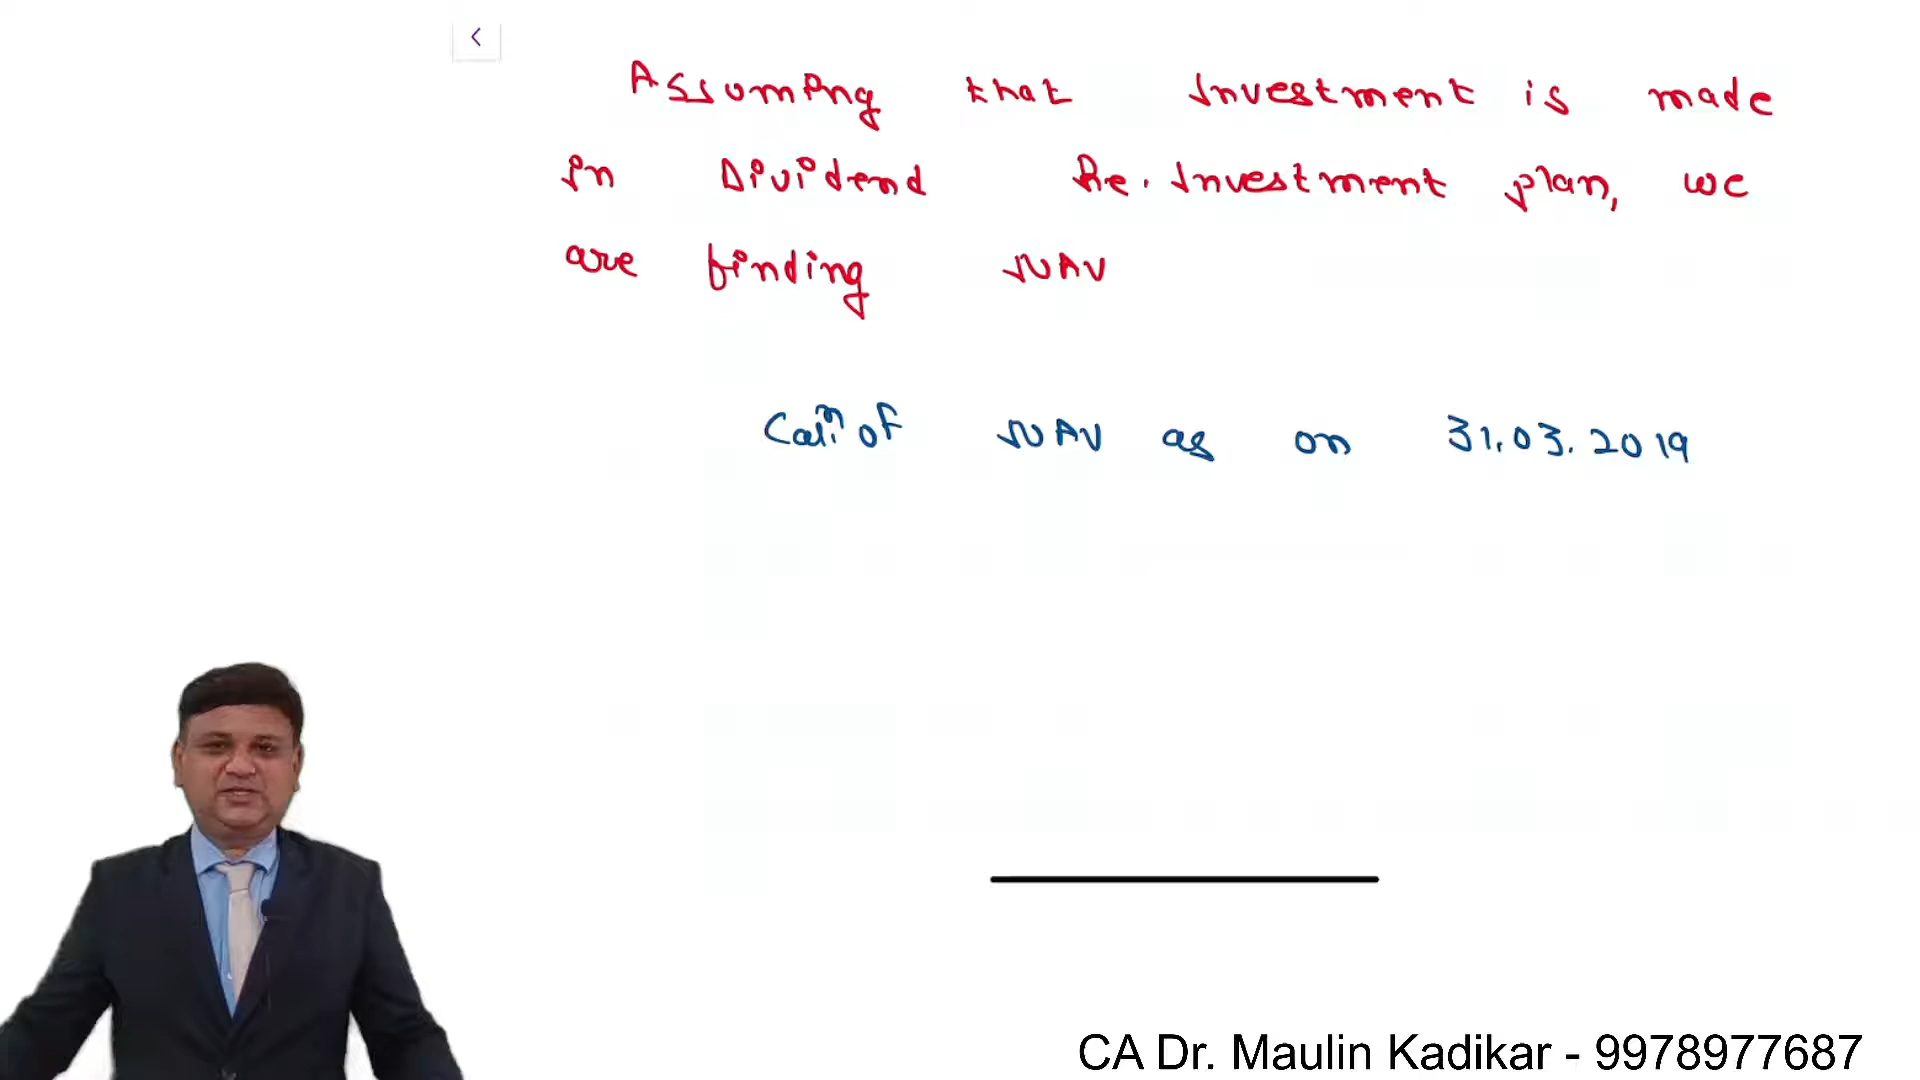 Assuming that Investment is made
in Dividend Re. Investment plan, we
are finding NAV
Caln of NAV as on 31.03.2019
CA Dr. Maulin Kadikar - 9978977687